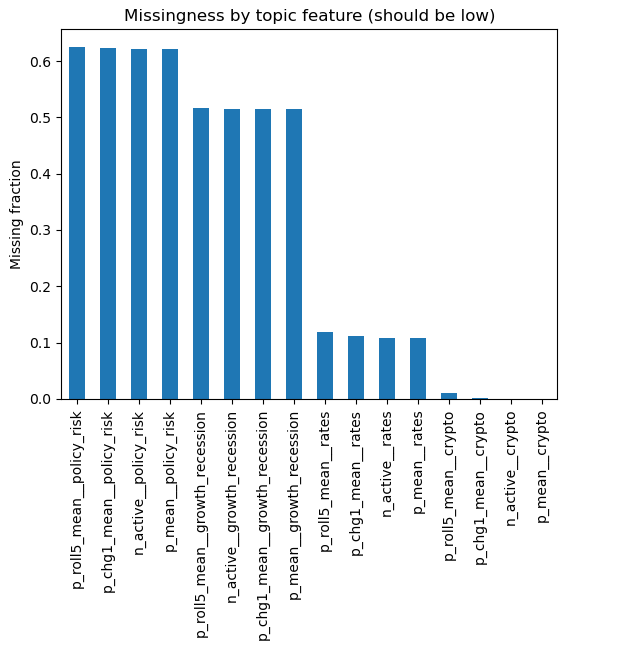 Missingness by topic feature (should be low)
Missing fraction
0.6
0.5
0.4
0.3
0.2
0.1
0.0
p_roll5_mean__policy_risk
p_chg1_mean__policy_risk
n_active__policy_risk
p_mean__policy_risk
p_roll5_mean__growth_recession
n_active__growth_recession
p_chg1_mean__growth_recession
p_mean__growth_recession
p_roll5_mean__rates
p_chg1_mean__rates
n_active__rates
p_mean__rates
p_roll5_mean__crypto
p_chg1_mean__crypto
n_active__crypto
p_mean__crypto